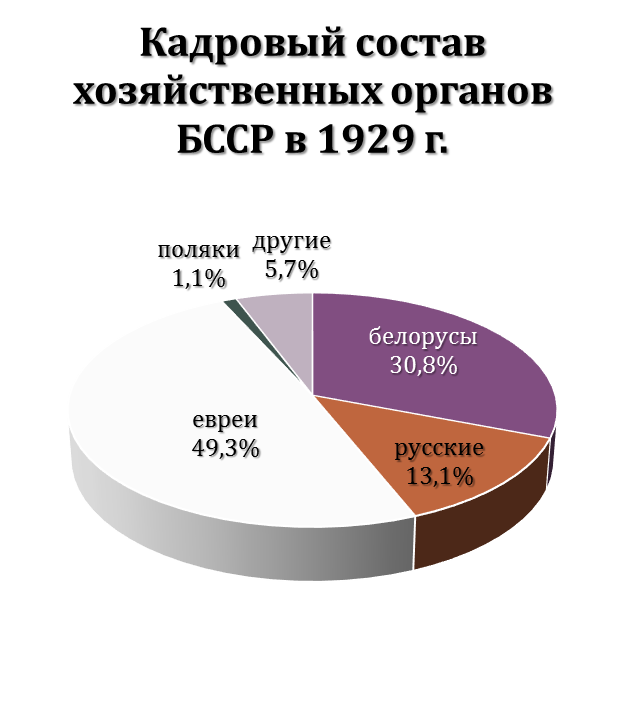 Кадровый состав
хозяйственных органов
БССР в 1929 г.
поляки
1,1%
другие
5,7%
белорусы
30,8%
евреи
49,3%
русские
13,1%